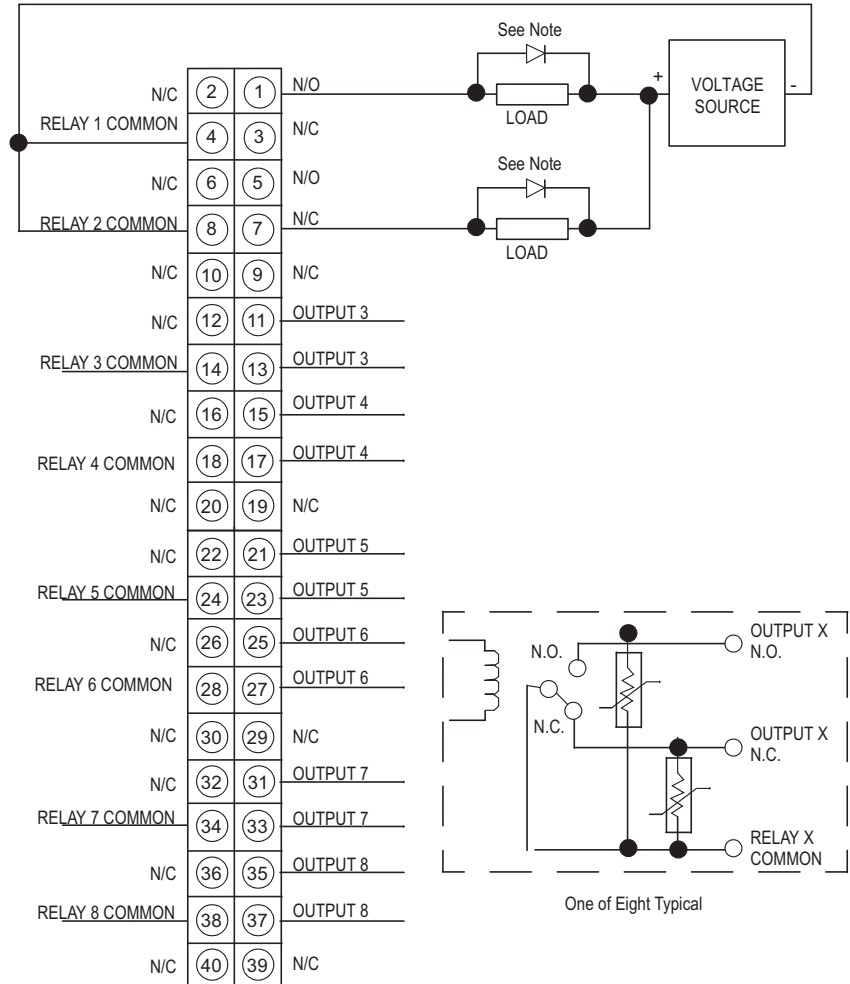 See Note
LOAD
+
VOLTAGE
SOURCE
-
N/C 2 1 N/O
RELAY 1 COMMON 4 3 N/C
N/C 6 5 N/O
See Note
LOAD
RELAY 2 COMMON 8 7 N/C
N/C 10 9 N/C
N/C 12 11 OUTPUT 3
RELAY 3 COMMON 14 13 OUTPUT 3
N/C 16 15 OUTPUT 4
RELAY 4 COMMON 18 17 OUTPUT 4
N/C 20 19 N/C
N/C 22 21 OUTPUT 5
RELAY 5 COMMON 24 23 OUTPUT 5
N/C 26 25 OUTPUT 6
RELAY 6 COMMON 28 27 OUTPUT 6
N/C 30 29 N/C
N/C 32 31 OUTPUT 7
RELAY 7 COMMON 34 33 OUTPUT 7
N/C 36 35 OUTPUT 8
RELAY 8 COMMON 38 37 OUTPUT 8
N/C 40 39 N/C
N.O.
N.C.
OUTPUT X
N.O.
OUTPUT X
N.C.
RELAY X
COMMON
One of Eight Typical